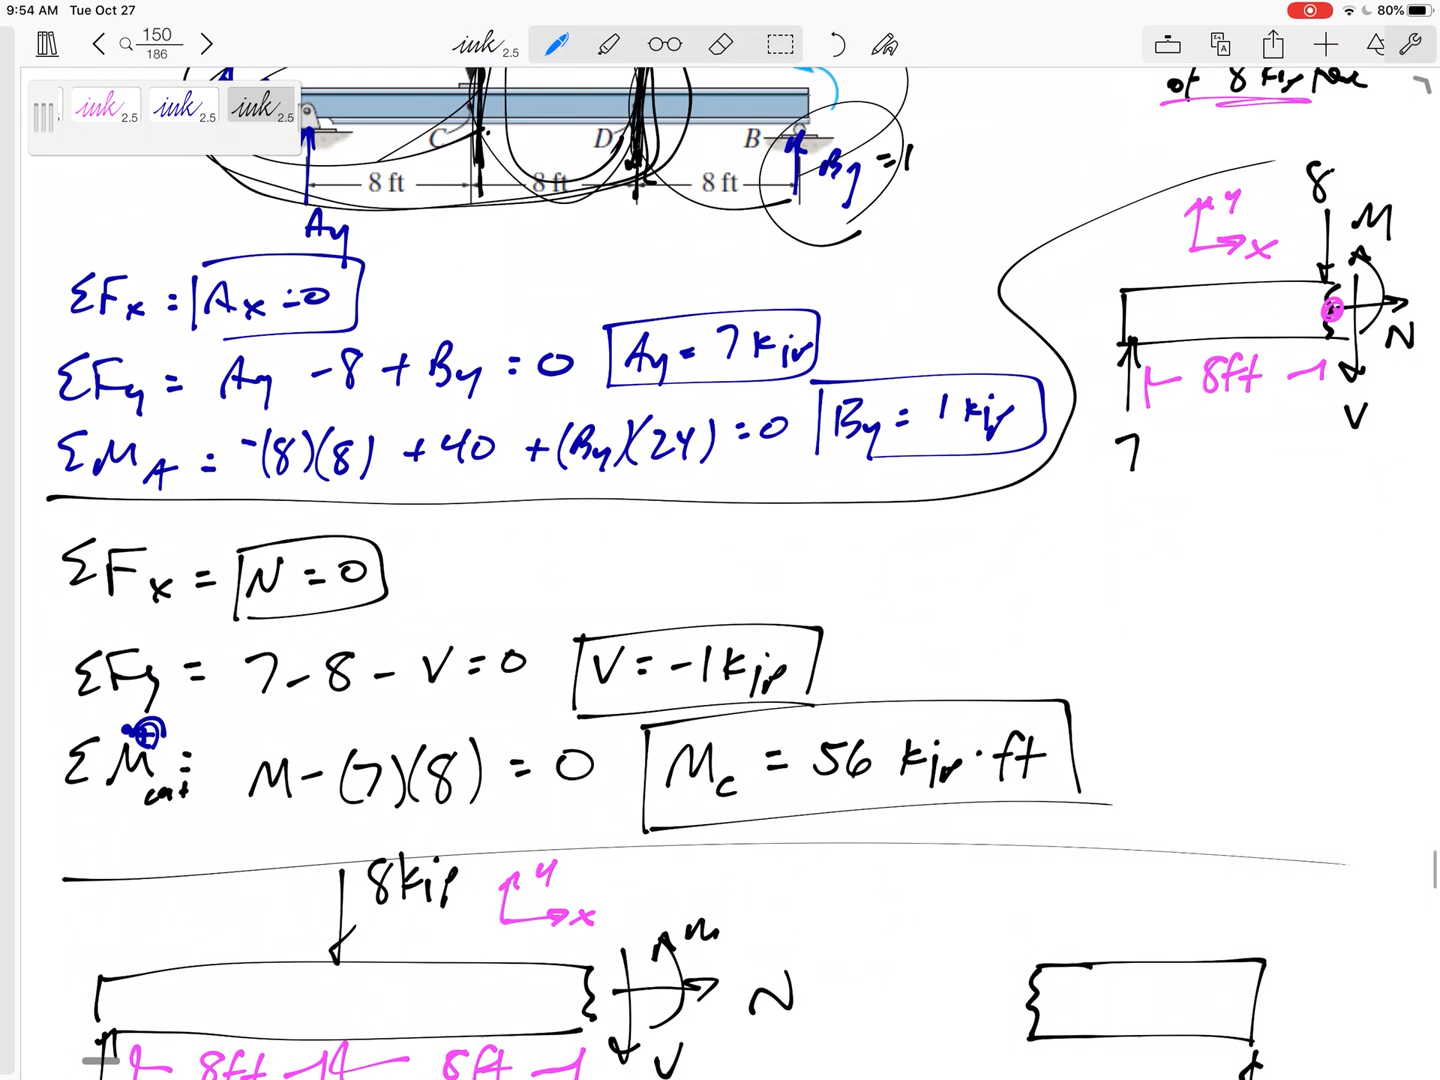 9:54 AM Tue Oct 27
80%
150
186
ink 2.5
ink 2.5
ink 2.5
ink 2.5
of 8 kip
C
D
B
By = 1
8 ft
8 ft
8 ft
Ay
ΣFx = Ax = 0
ΣFy = Ay - 8 + By = 0 Ay = 7 kip
ΣMA = -(8)(8) + 40 + (By)(24) = 0 By = 1 kip
8
y
x
M
N
8ft
V
7
ΣFx = N = 0
ΣFy = 7 - 8 - V = 0 V = -1 kip
+
ΣMcut = M - (7)(8) = 0 Mc = 56 kip·ft
8 kip
y
x
M
N
V
8ft
8ft